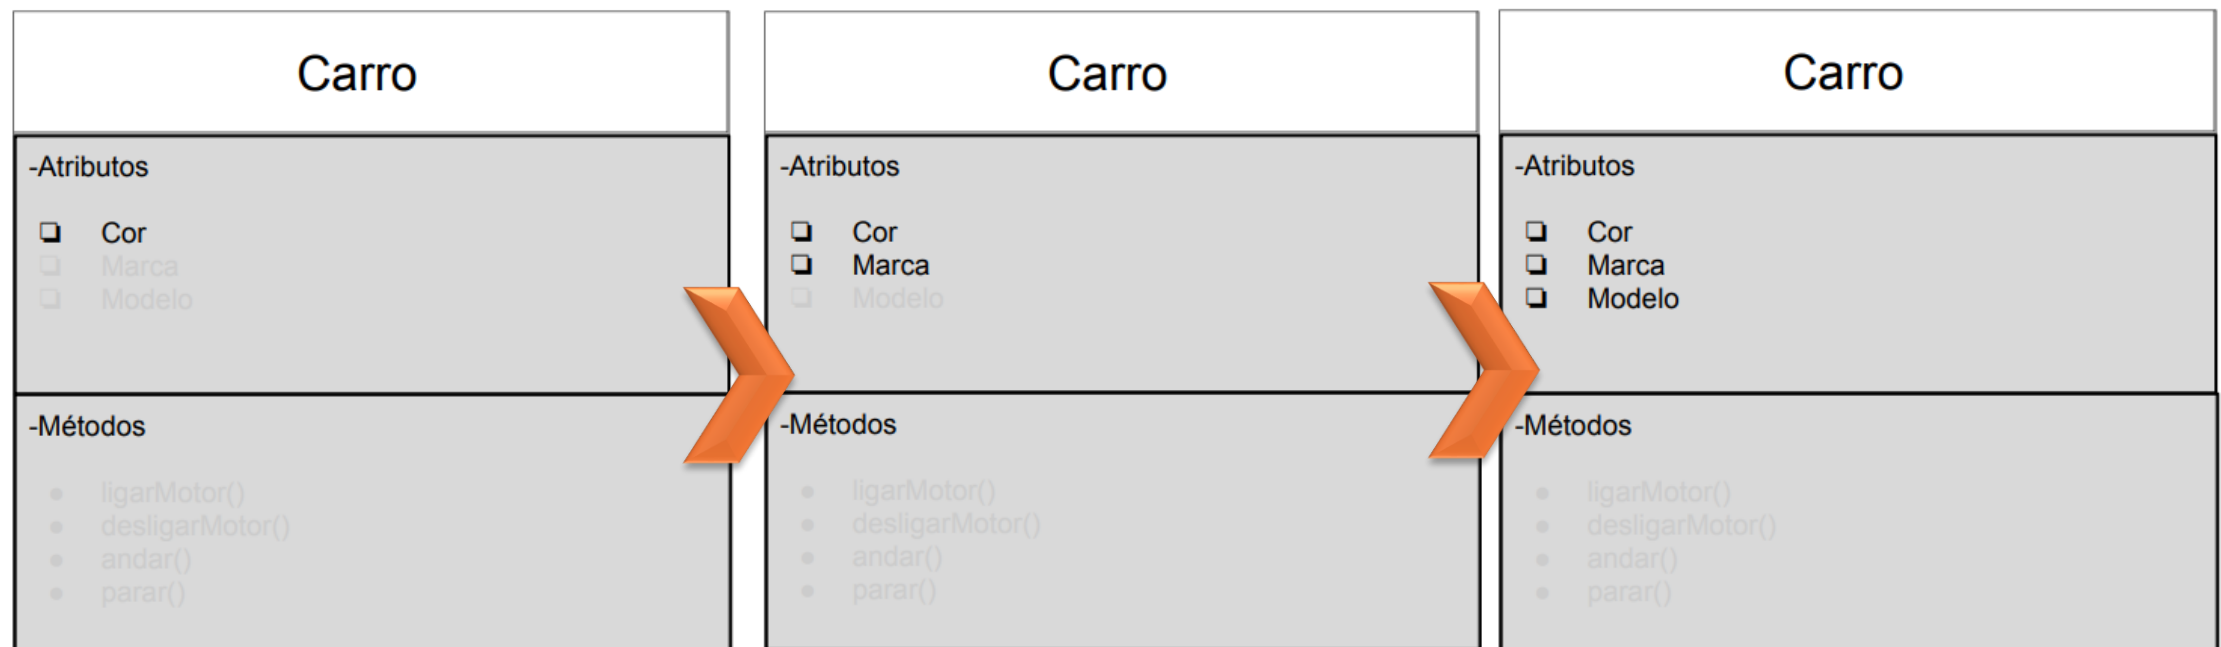 Carro
-Atributos
❏ Cor
❏ Marca
❏ Modelo
-Métodos
● ligarMotor()
● desligarMotor()
● andar()
● parar()
Carro
-Atributos
❏ Cor
❏ Marca
❏ Modelo
-Métodos
● ligarMotor()
● desligarMotor()
● andar()
● parar()
Carro
-Atributos
❏ Cor
❏ Marca
❏ Modelo
-Métodos
● ligarMotor()
● desligarMotor()
● andar()
● parar()